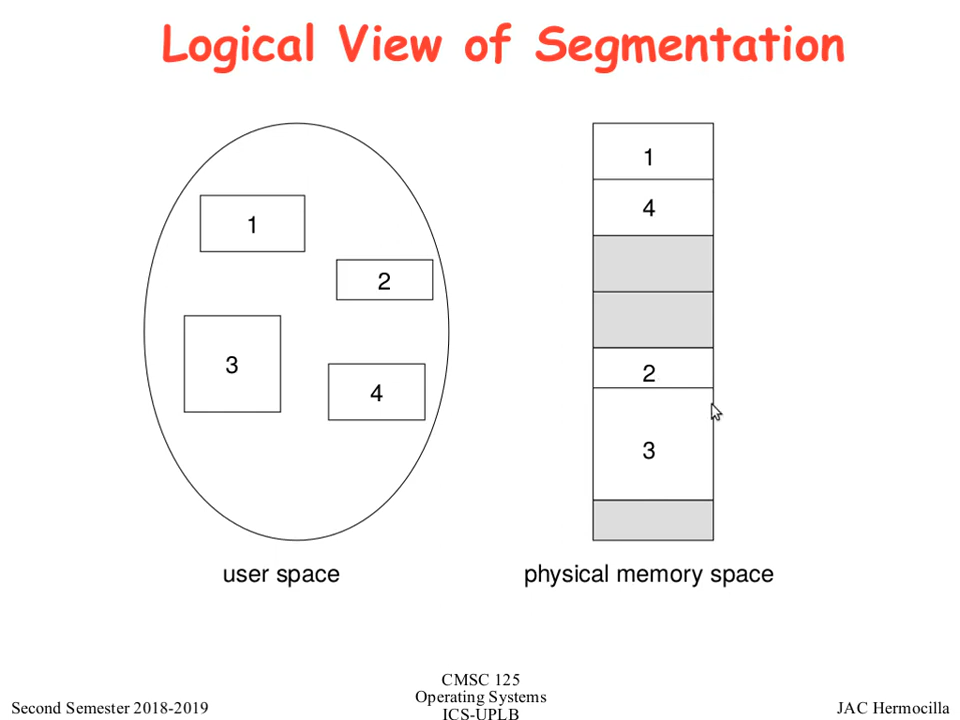 Logical View of Segmentation
1
2
3
4
1
4
2
3
user space
physical memory space
Second Semester 2018-2019
CMSC 125
Operating Systems
ICS-UPLB
JAC Hermocilla